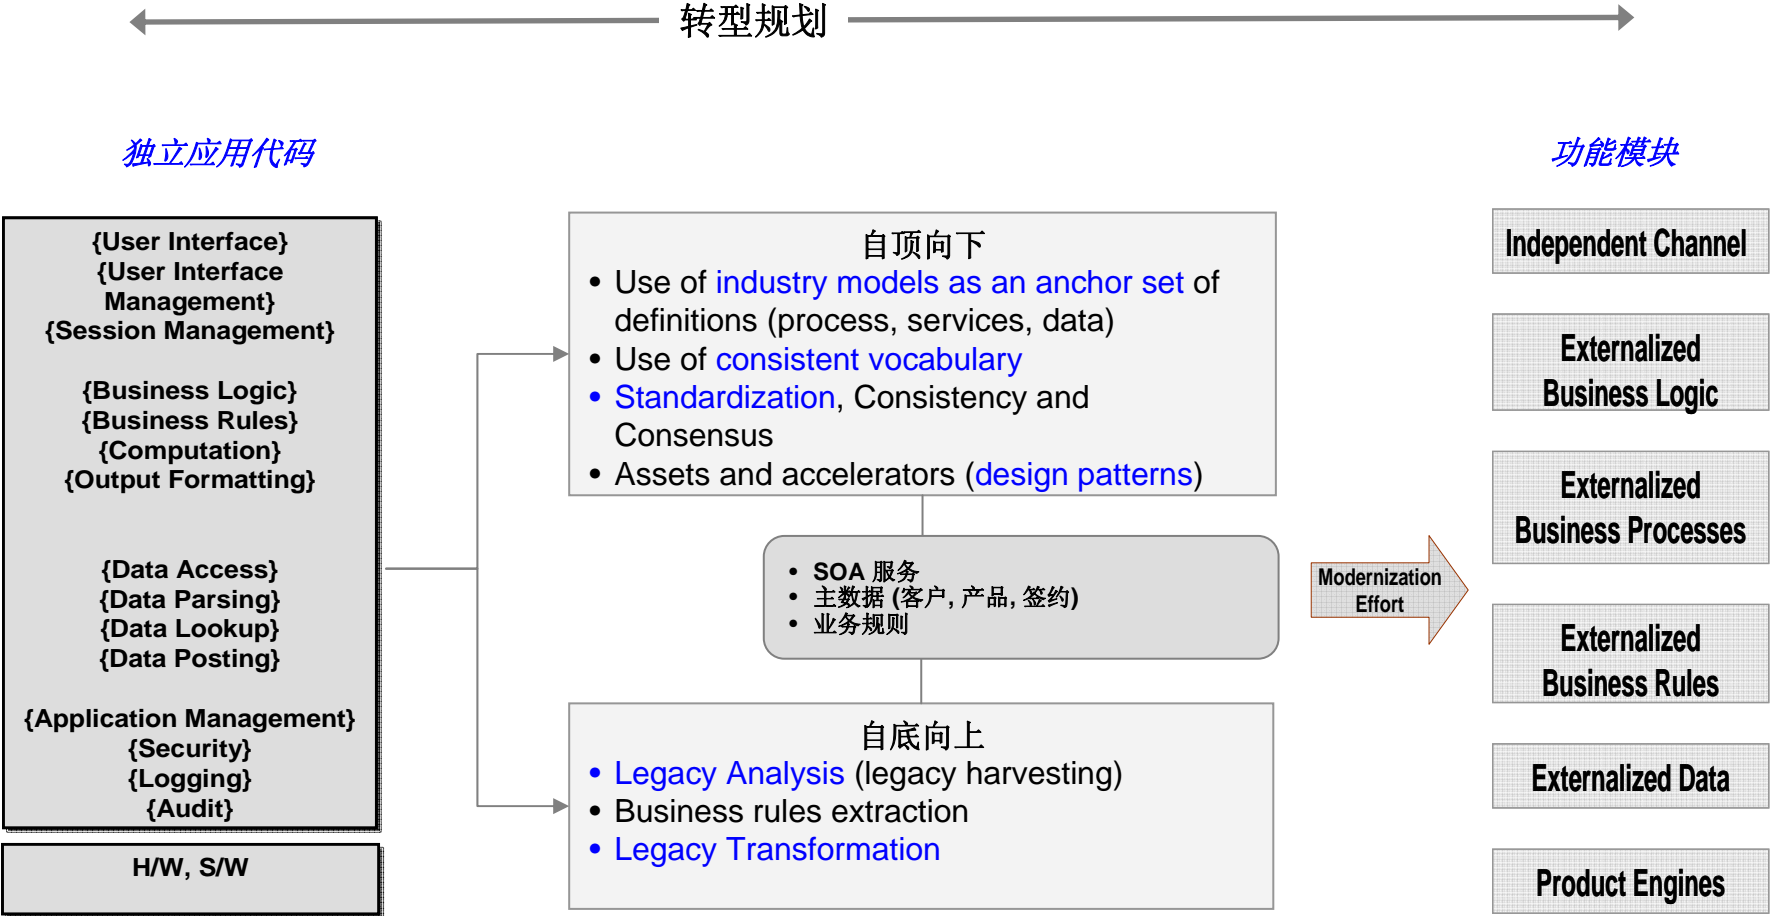 转型规划
独立应用代码
功能模块
{User Interface}
{User Interface
Management}
{Session Management}
{Business Logic}
{Business Rules}
{Computation}
{Output Formatting}
{Data Access}
{Data Parsing}
{Data Lookup}
{Data Posting}
{Application Management}
{Security}
{Logging}
{Audit}
H/W, S/W
自顶向下
• Use of industry models as an anchor set of
definitions (process, services, data)
• Use of consistent vocabulary
• Standardization, Consistency and
Consensus
• Assets and accelerators (design patterns)
• SOA 服务
• 主数据 (客户, 产品, 签约)
• 业务规则
自底向上
• Legacy Analysis (legacy harvesting)
• Business rules extraction
• Legacy Transformation
Modernization
Effort
Independent Channel
Externalized
Business Logic
Externalized
Business Processes
Externalized
Business Rules
Externalized Data
Product Engines